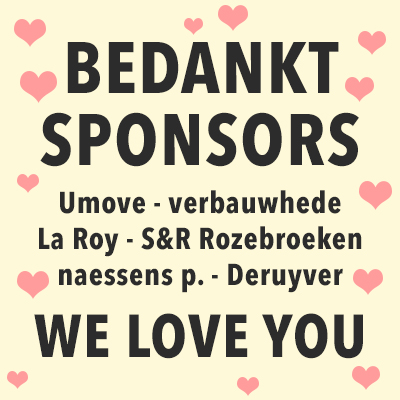 BEDANKT
SPONSORS
Umove - verbauwhede
La Roy - S&R Rozebroeken
naessens p. - Deruyver
WE LOVE YOU